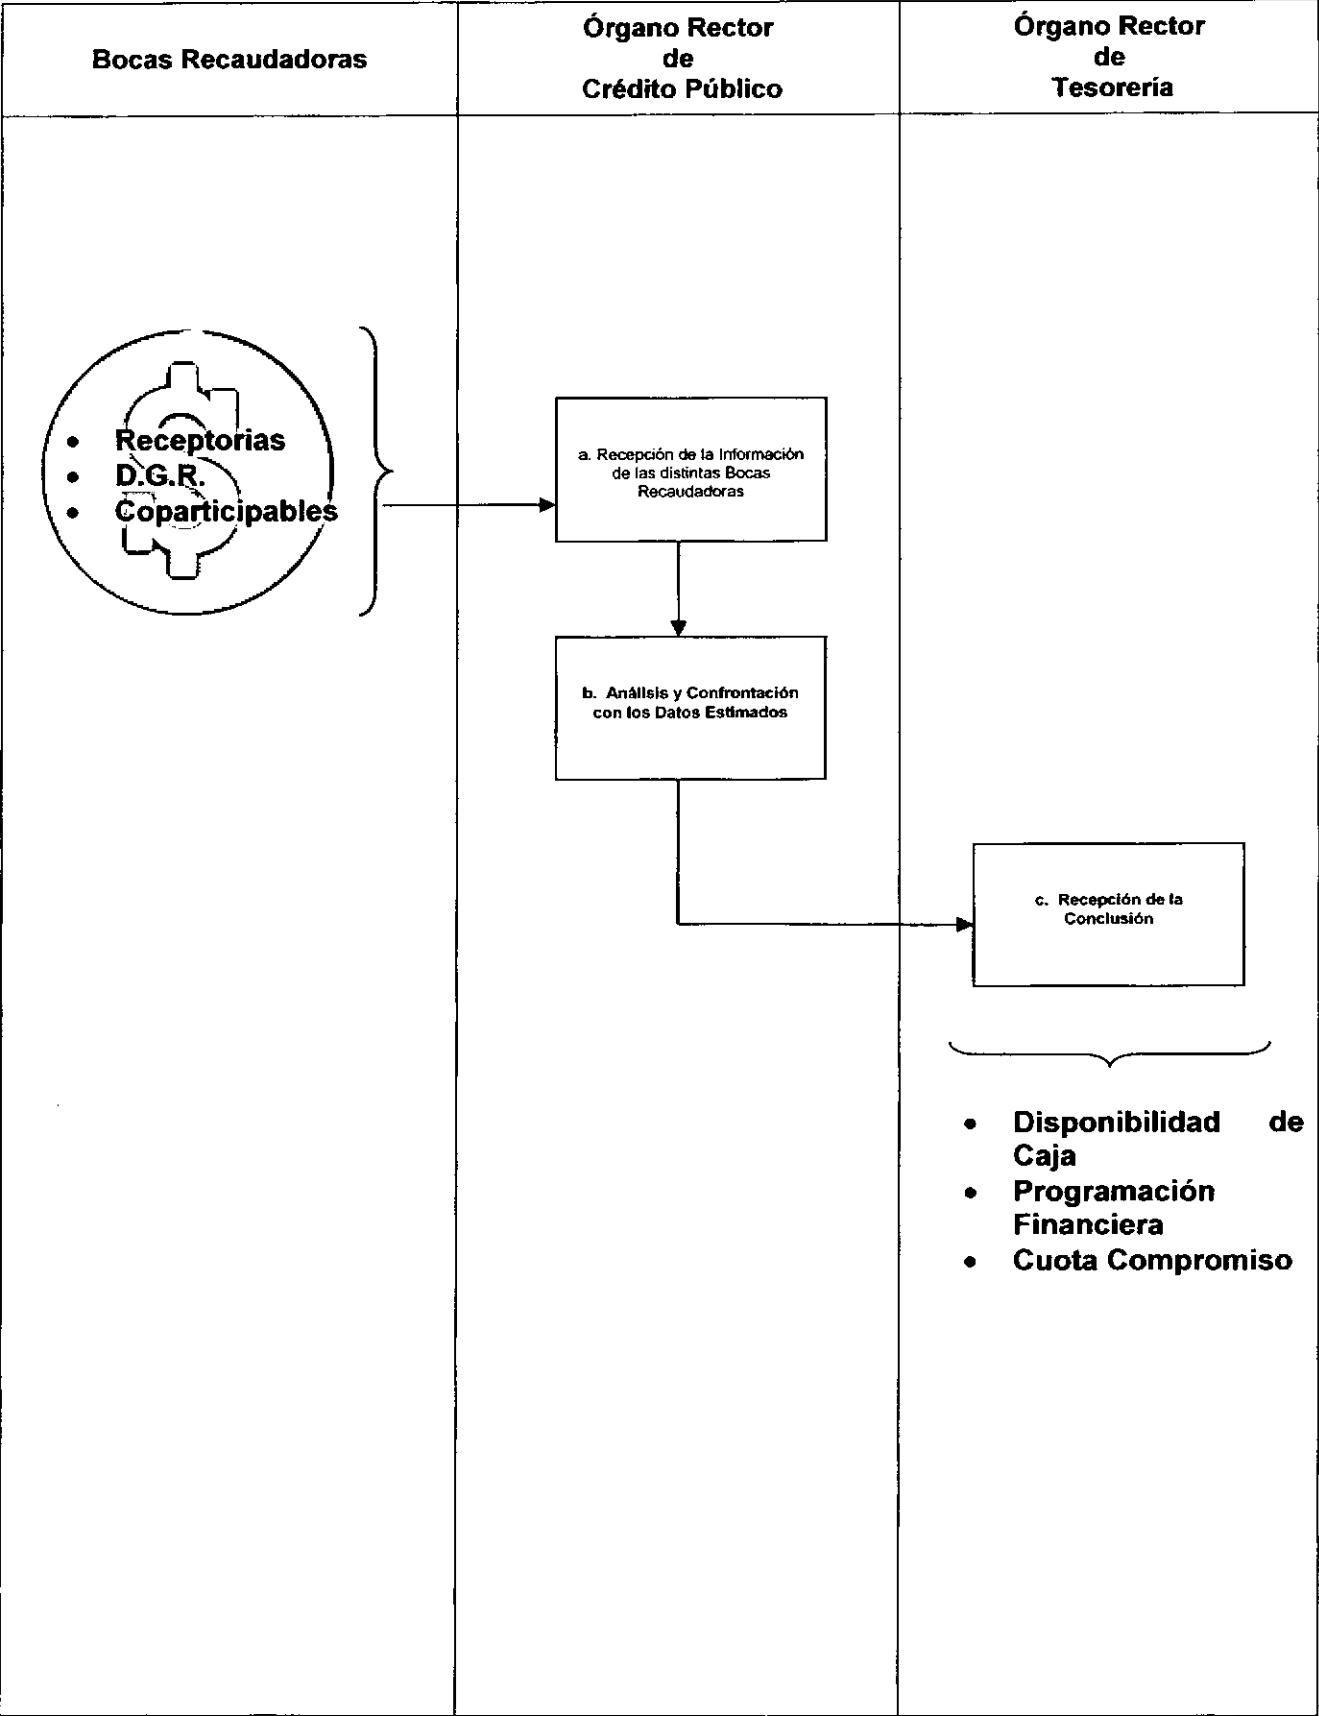 Bocas Recaudadoras
Órgano Rector
de
Crédito Público
Órgano Rector
de
Tesorería
• Receptorias
• D.G.R.
• Coparticipables
a. Recepción de la Información
de las distintas Bocas
Recaudadoras
b. Análisis y Confrontación
con los Datos Estimados
c. Recepción de la
Conclusión
• Disponibilidad de
Caja
• Programación
Financiera
• Cuota Compromiso